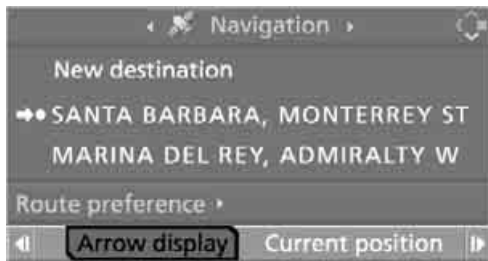 Navigation
New destination
SANTA BARBARA, MONTERREY ST
MARINA DEL REY, ADMIRALTY W
Route preference
Arrow display Current position